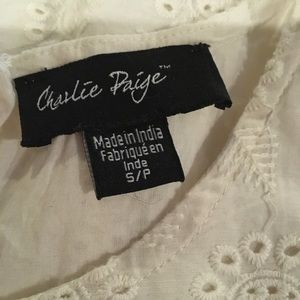 Charlie Paige™
Made in India
Fabriqué en
Inde
S/P